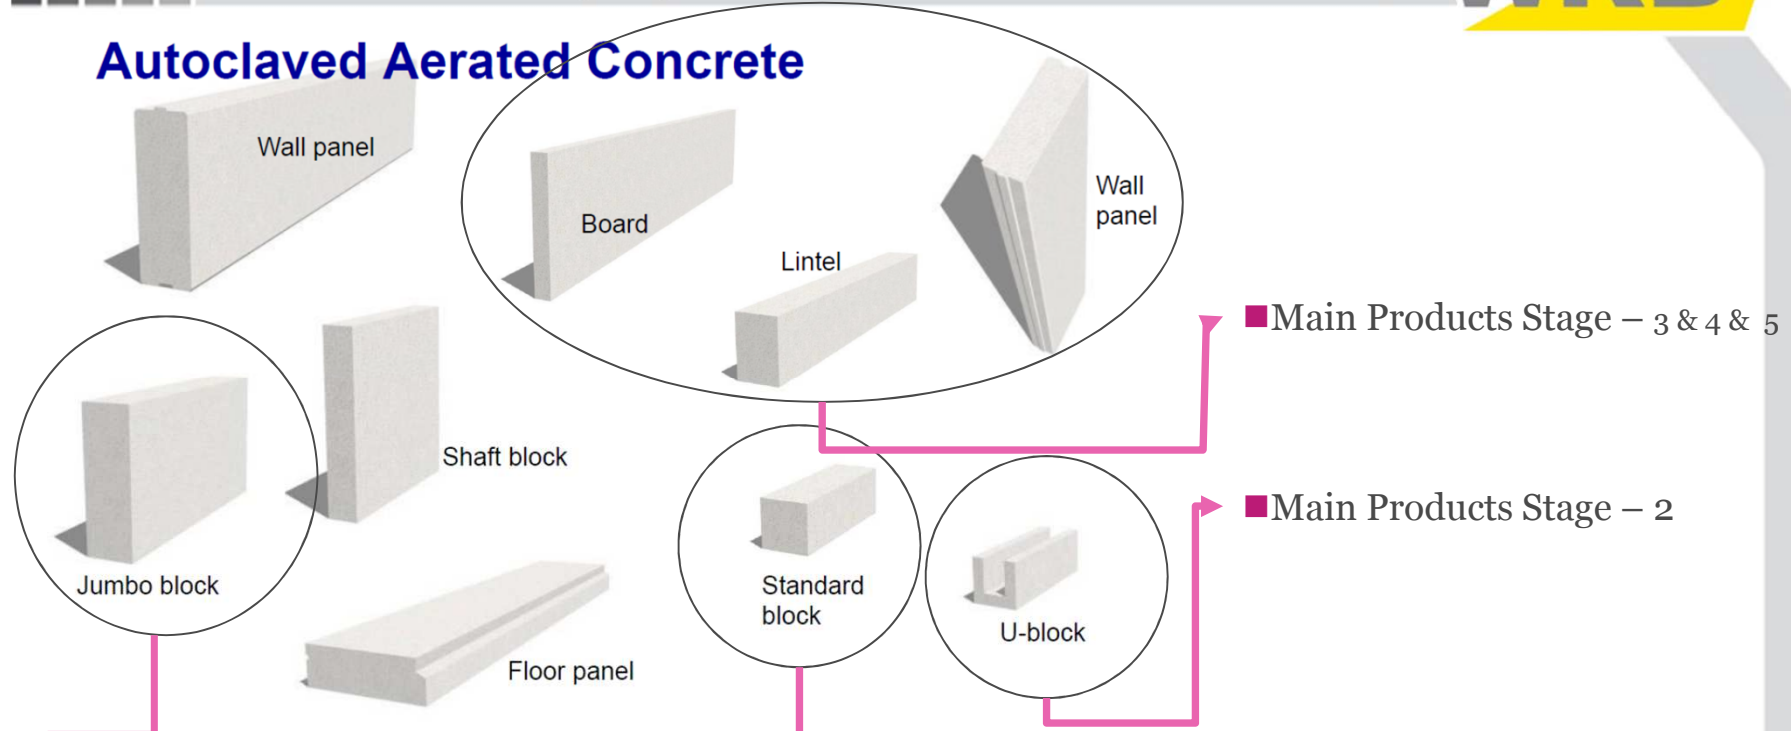 Autoclaved Aerated Concrete
Wall panel
Board
Wall
panel
Lintel
■Main Products Stage – 3 & 4 & 5
Shaft block
■Main Products Stage – 2
Jumbo block
Standard
block
U-block
Floor panel